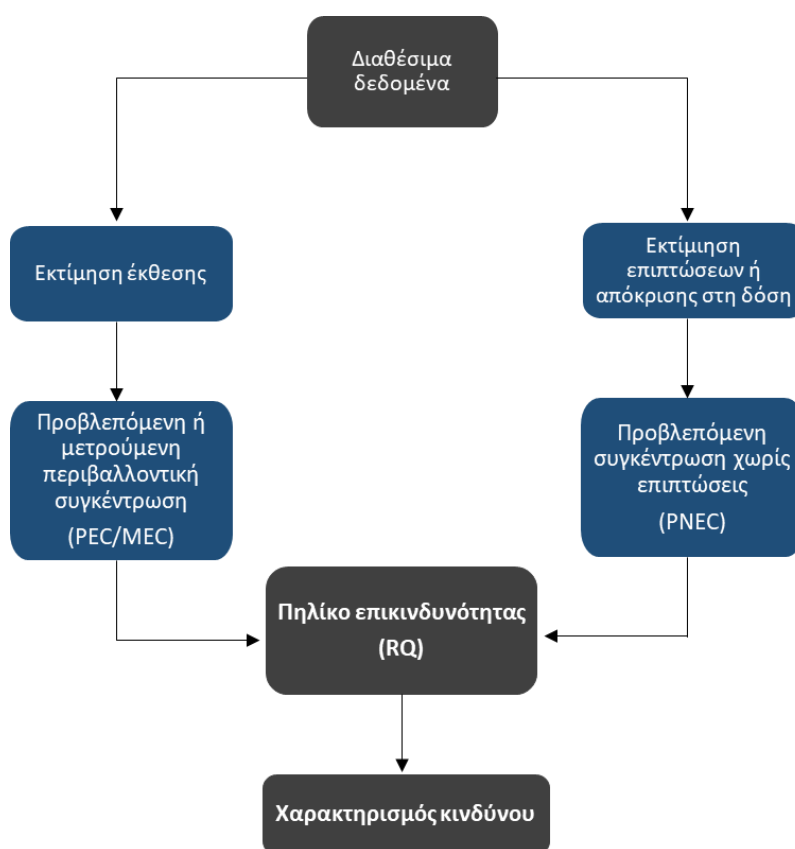 Διαθέσιμα
δεδομένα
Εκτίμηση έκθεσης
Εκτίμιηση
επιπτώσεων ή
απόκρισης στη δόση
Προβλεπόμενη ή
μετρούμενη
περιβαλλοντική
συγκέντρωση
(PEC/MEC)
Προβλεπόμενη
συγκέντρωση χωρίς
επιπτώσεις
(PNEC)
Πηλίκο επικινδυνότητας
(RQ)
Χαρακτηρισμός κινδύνου